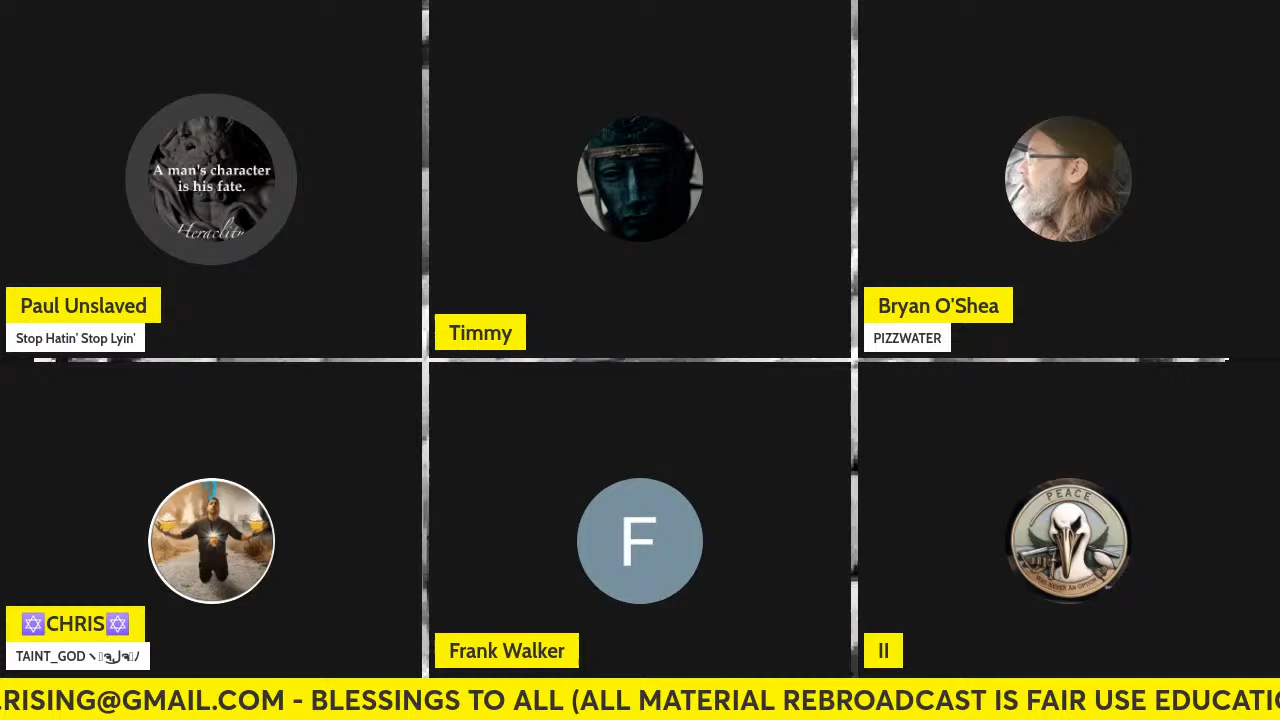 A man's character
is his fate.
Paul Unslaved
Stop Hatin' Stop Lyin'
Timmy
Bryan O'Shea
PIZZWATER
✡CHRIS✡
TAINT_GOD
F
Frank Walker
PEACE
II
.RISING@GMAIL.COM - BLESSINGS TO ALL (ALL MATERIAL REBROADCAST IS FAIR USE EDUCATIO